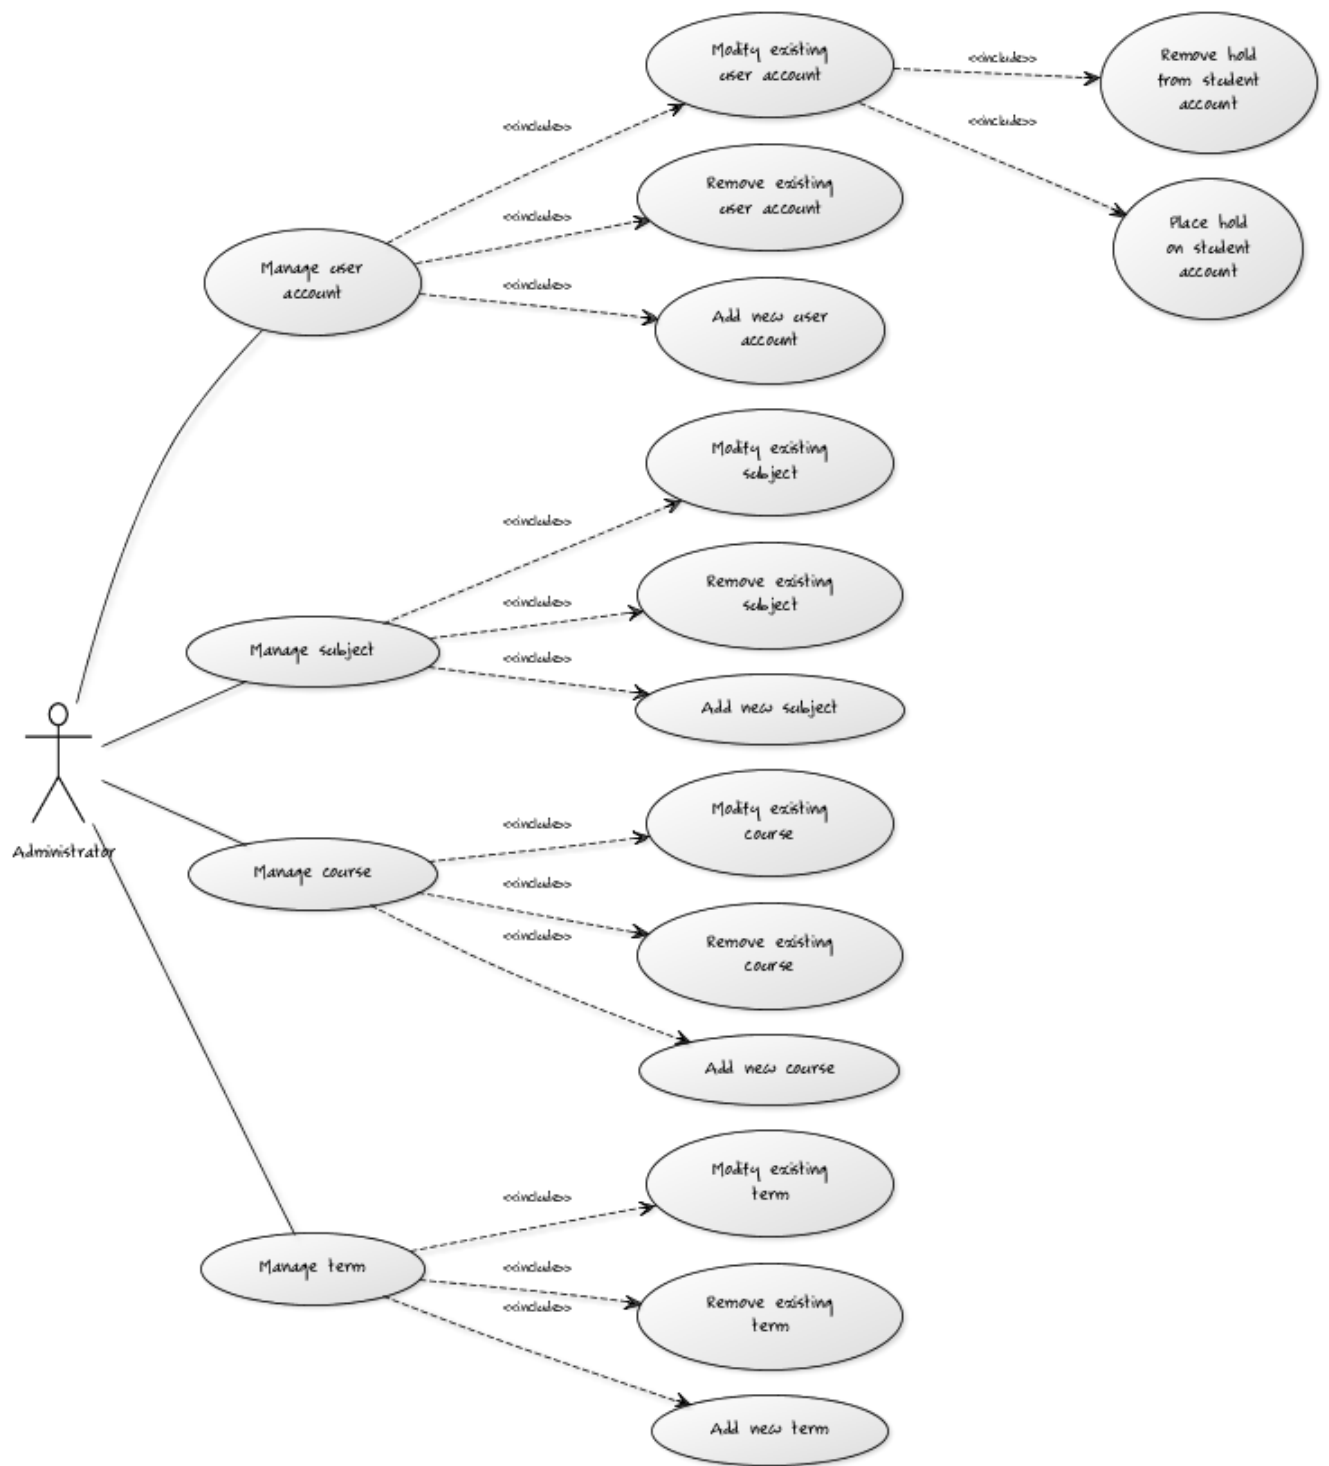 Modify existing
user account
<<include>>
Remove hold
from student
account
<<include>>
<<include>>
Remove existing
user account
<<include>>
Place hold
on student
account
Manage user
account
<<include>>
Add new user
account
Modify existing
subject
<<include>>
Remove existing
subject
<<include>>
Manage subject
<<include>>
Add new subject
Administrator
Modify existing
course
<<include>>
Manage course
<<include>>
Remove existing
course
<<include>>
Add new course
Modify existing
term
<<include>>
Manage term
<<include>>
Remove existing
term
<<include>>
Add new term